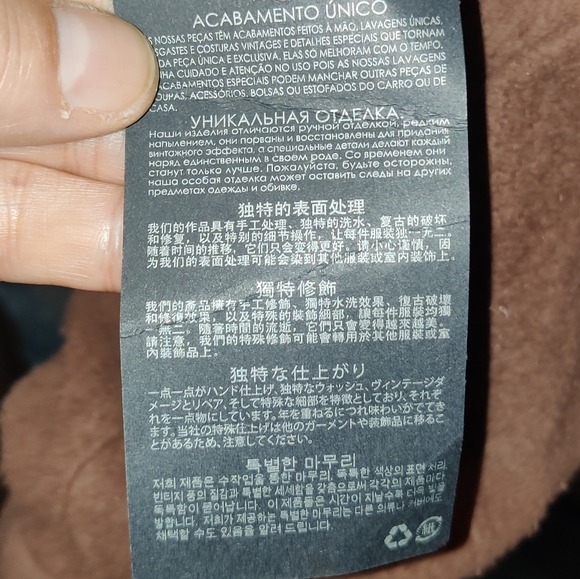 ACABAMENTO ÚNICO
NOSSAS PEÇAS TÊM ACABAMENTOS FEITOS À MÃO, LAVAGENS ÚNICAS,
SGASTES E COSTURAS VINTAGES E DETALHES ESPECIAIS QUE TORNAM
DA PEÇA ÚNICA E EXCLUSIVA, ELAS SÓ MELHORAM COM O TEMPO.
HA CUIDADO E ATENÇÃO NO USO POIS AS NOSSAS LAVAGENS
ACABAMENTOS ESPECIAIS PODEM MANCHAR OUTRAS PEÇAS DE
OUPAS, ACESSÓRIOS, BOLSAS OU ESTOFADOS DO CARRO OU DE
CASA.
УНИКАЛЬНАЯ ОТДЕЛКА
Наши изделия отличаются ручной отделкой, редким
напылением, они порваны и восстановлены для придания
винтажного эффекта, а специальные детали делают каждый
наряд единственным в своем роде. Со временем они
станут только лучше. Пожалуйста, будьте осторожны,
наша особая отделка может оставить следы на других
предметах одежды и обивке.
独特的表面处理
我们的作品具有手工处理、独特的洗水、复古的破坏
和修复，以及特别的细节操作，让每件服装独一无二。
随着时间的推移，它们只会变得更好。请小心谨慎，因
为我们的表面处理可能会染到其他服装或室内装饰上。
獨特修飾
我們的產品擁有手工修飾、獨特水洗效果、復古破壞
和修復效果，以及特殊的裝飾細部，讓每件服裝均獨
一無二。隨著時間的流逝，它們只會變得越來越美。
請注意，我們的特殊修飾可能會轉用於其他服裝或室
內裝飾品上。
独特な仕上がり
一点一点がハンド仕上げ、独特なウォッシュ、ヴィンテージダ
メージとリペア、そして特殊な細部を特徴としており、それぞ
れを一点物にしています。年を重ねるにつれ味わいがでてき
ます。当社の特殊仕上げは他のガーメントや装飾品に移るこ
とがあるため、注意してください。
특별한 마무리
저희 제품은 수작업을 통한 마무리, 독특한 색상의 표면 처리,
빈티지 풍의 질감과 특별한 세세함을 갖춤으로써 각각의 제품마다
독특함이 묻어납니다. 이 제품들은 시간이 지날수록 더욱 빛을
발합니다. 저희가 제공하는 특별한 마무리는 다른 의류나 커버에도
채택할 수도 있음을 알려 드립니다.